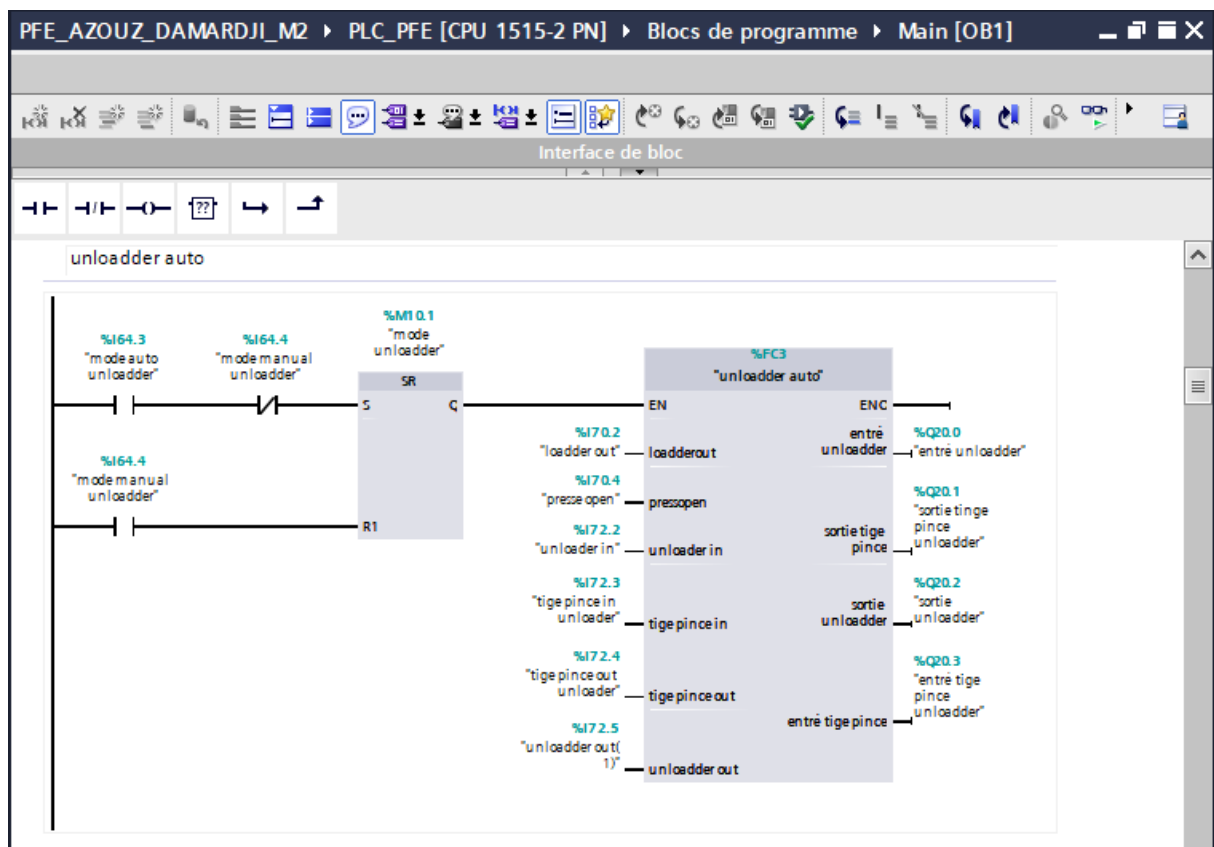 PFE_AZOUZ_DAMARDJI_M2 ▸ PLC_PFE [CPU 1515-2 PN] ▸ Blocs de programme ▸ Main [OB1]
Interface de bloc
??
unloadder auto
%I64.3
"mode auto
unloadder"
%I64.4
"mode manual
unloadder"
%M10.1
"mode
unloadder"
SR
S
Q
%I64.4
"mode manual
unloadder"
R1
%FC3
"unloadder auto"
EN
ENO
%I70.2
"loadder out"
loadderout
%I70.4
"presse open"
pressopen
%I72.2
"unloader in"
unloader in
%I72.3
"tige pince in
unloader"
tige pince in
%I72.4
"tige pince out
unloader"
tige pince out
%I72.5
"unloadder out(
1)"
unloadder out
entré
unloadder
%Q20.0
"entré unloadder"
sortie tige
pince
%Q20.1
"sortie tinge
pince
unloadder"
sortie
unloadder
%Q20.2
"sortie
unloadder"
entré tige pince
%Q20.3
"entré tige
pince
unloadder"